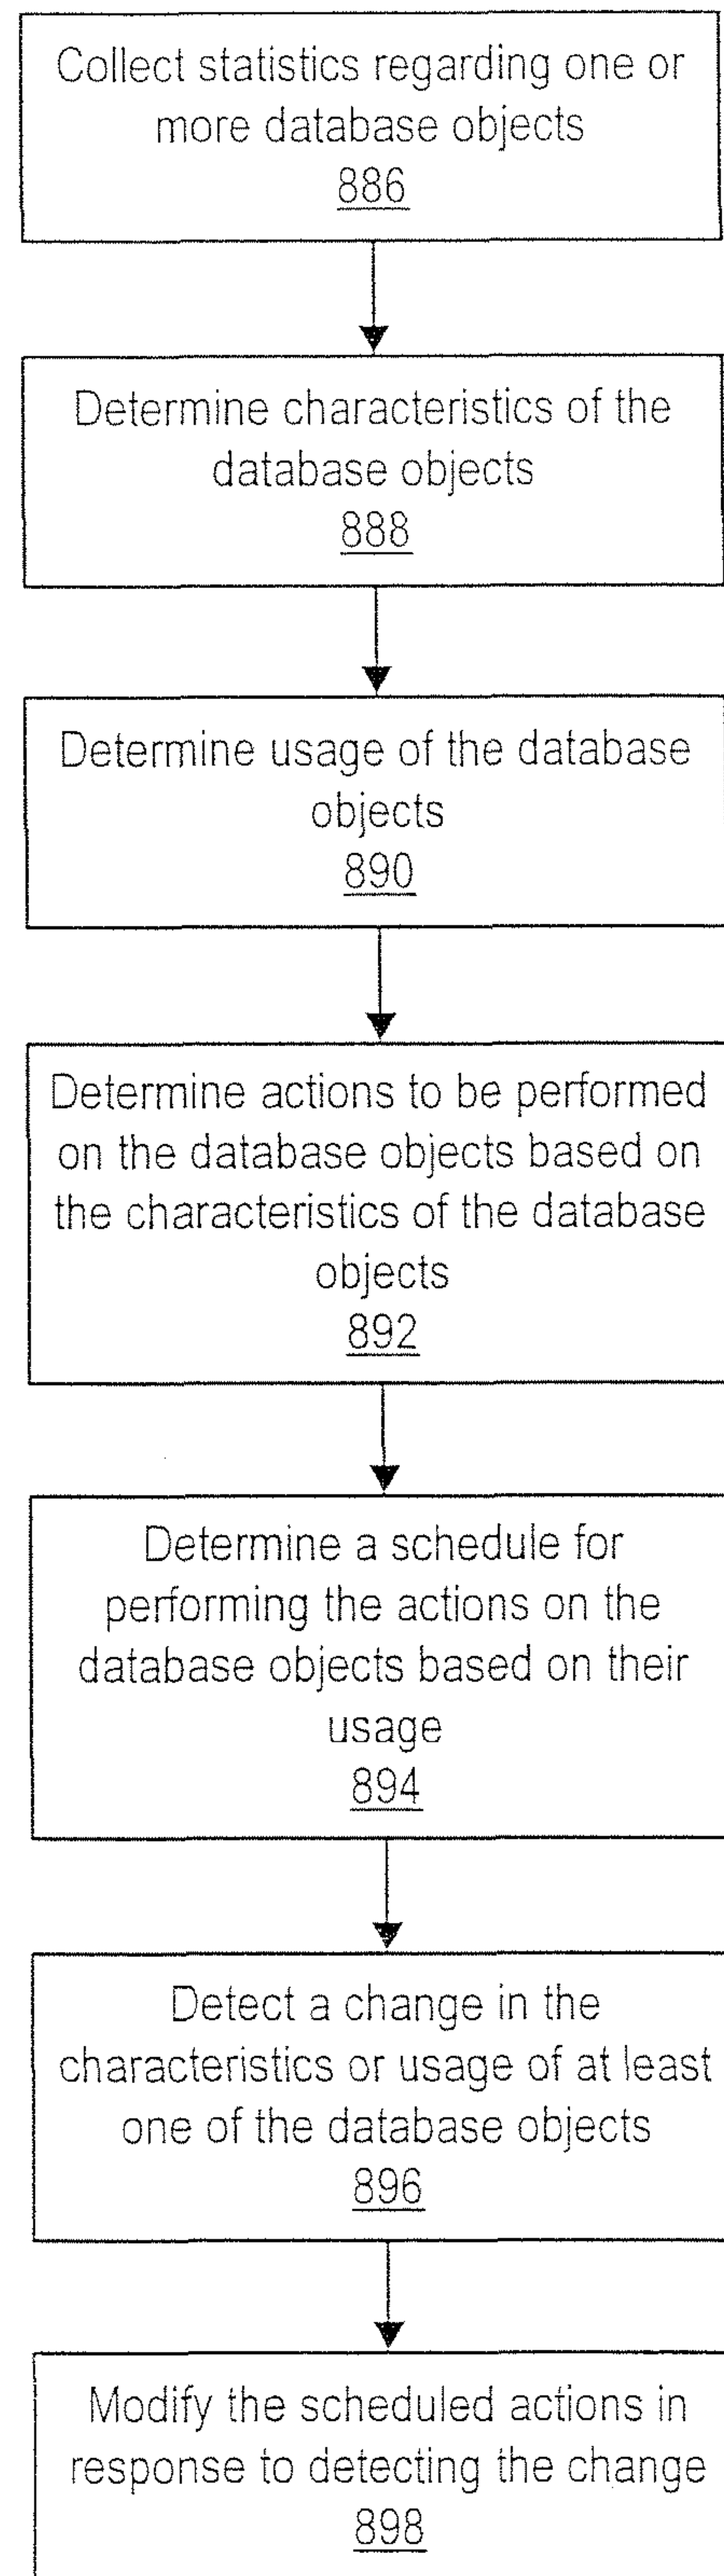 Collect statistics regarding one or
more database objects
886
Determine characteristics of the
database objects
888
Determine usage of the database
objects
890
Determine actions to be performed
on the database objects based on
the characteristics of the database
objects
892
Determine a schedule for
performing the actions on the
database objects based on their
usage
894
Detect a change in the
characteristics or usage of at least
one of the database objects
896
Modify the scheduled actions in
response to detecting the change
898